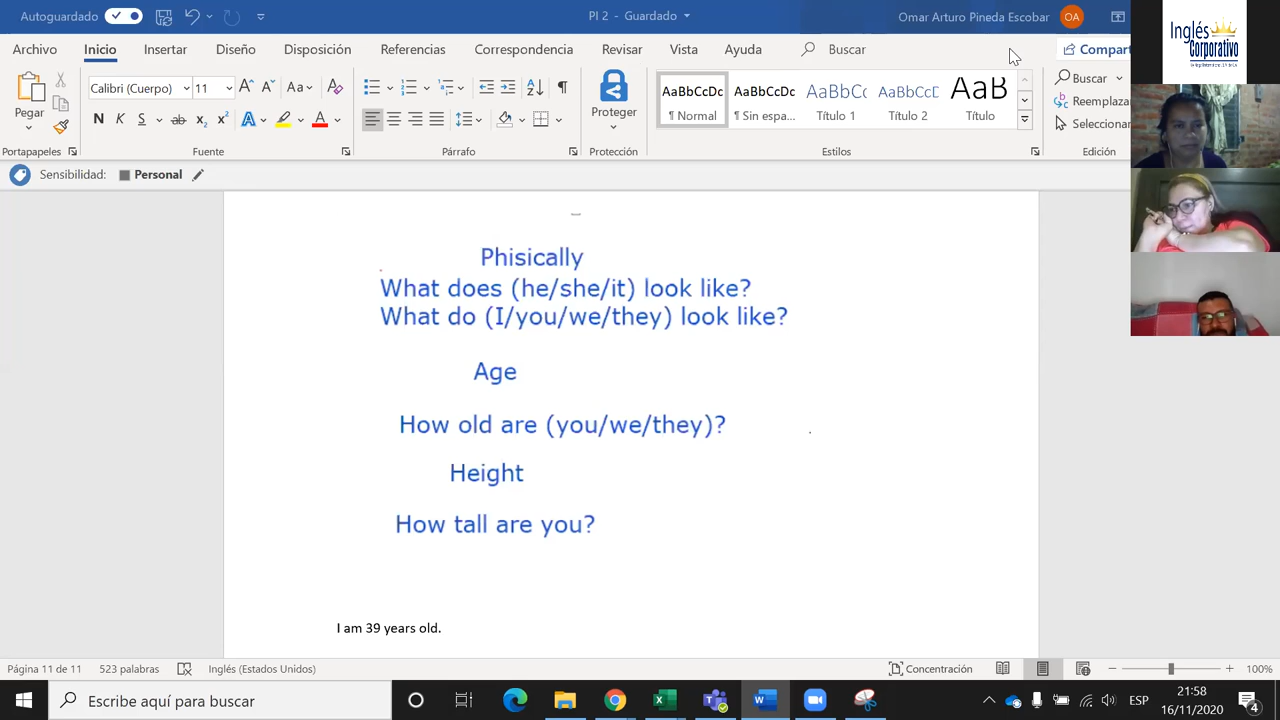 Autoguardado
PI 2 - Guardado
Omar Arturo Pineda Escobar
OA
Archivo Inicio Insertar Diseño Disposición Referencias Correspondencia Revisar Vista Ayuda Buscar
Compart
Inglés
Corporativo
Pegar
Calibri (Cuerpo) 11
Proteger
AaBbCcDc
¶ Normal
AaBbCcDc
¶ Sin espa...
AaBbCc
Título 1
AaBbCcD
Título 2
AaB
Título
Buscar
Reemplaza
Seleccionar
Portapapeles Fuente Párrafo Protección Estilos Edición
Sensibilidad: Personal
Phisically
What does (he/she/it) look like?
What do (I/you/we/they) look like?
Age
How old are (you/we/they)?
Height
How tall are you?
I am 39 years old.
Página 11 de 11 523 palabras Inglés (Estados Unidos) Concentración 100%
Escribe aquí para buscar
ESP
21:58
16/11/2020
4